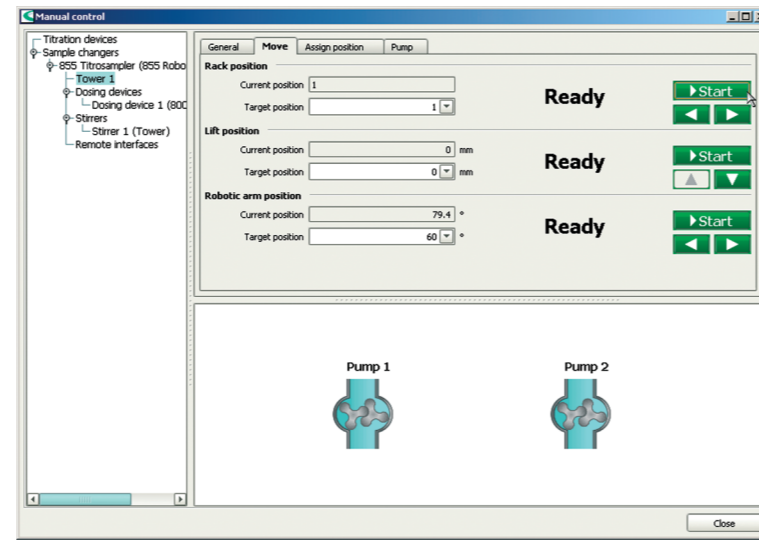 Manual control
Titration devices
Sample changers
855 Titrosampler (855 Robo
Tower 1
Dosing devices
Dosing device 1 (800
Stirrers
Stirrer 1 (Tower)
Remote interfaces
General Move Assign position Pump
Rack position
Current position 1
Target position 1
Ready
Start
Lift position
Current position 0 mm
Target position 0 mm
Ready
Start
Robotic arm position
Current position 79.4 °
Target position 60 °
Ready
Start
Pump 1 Pump 2
Close